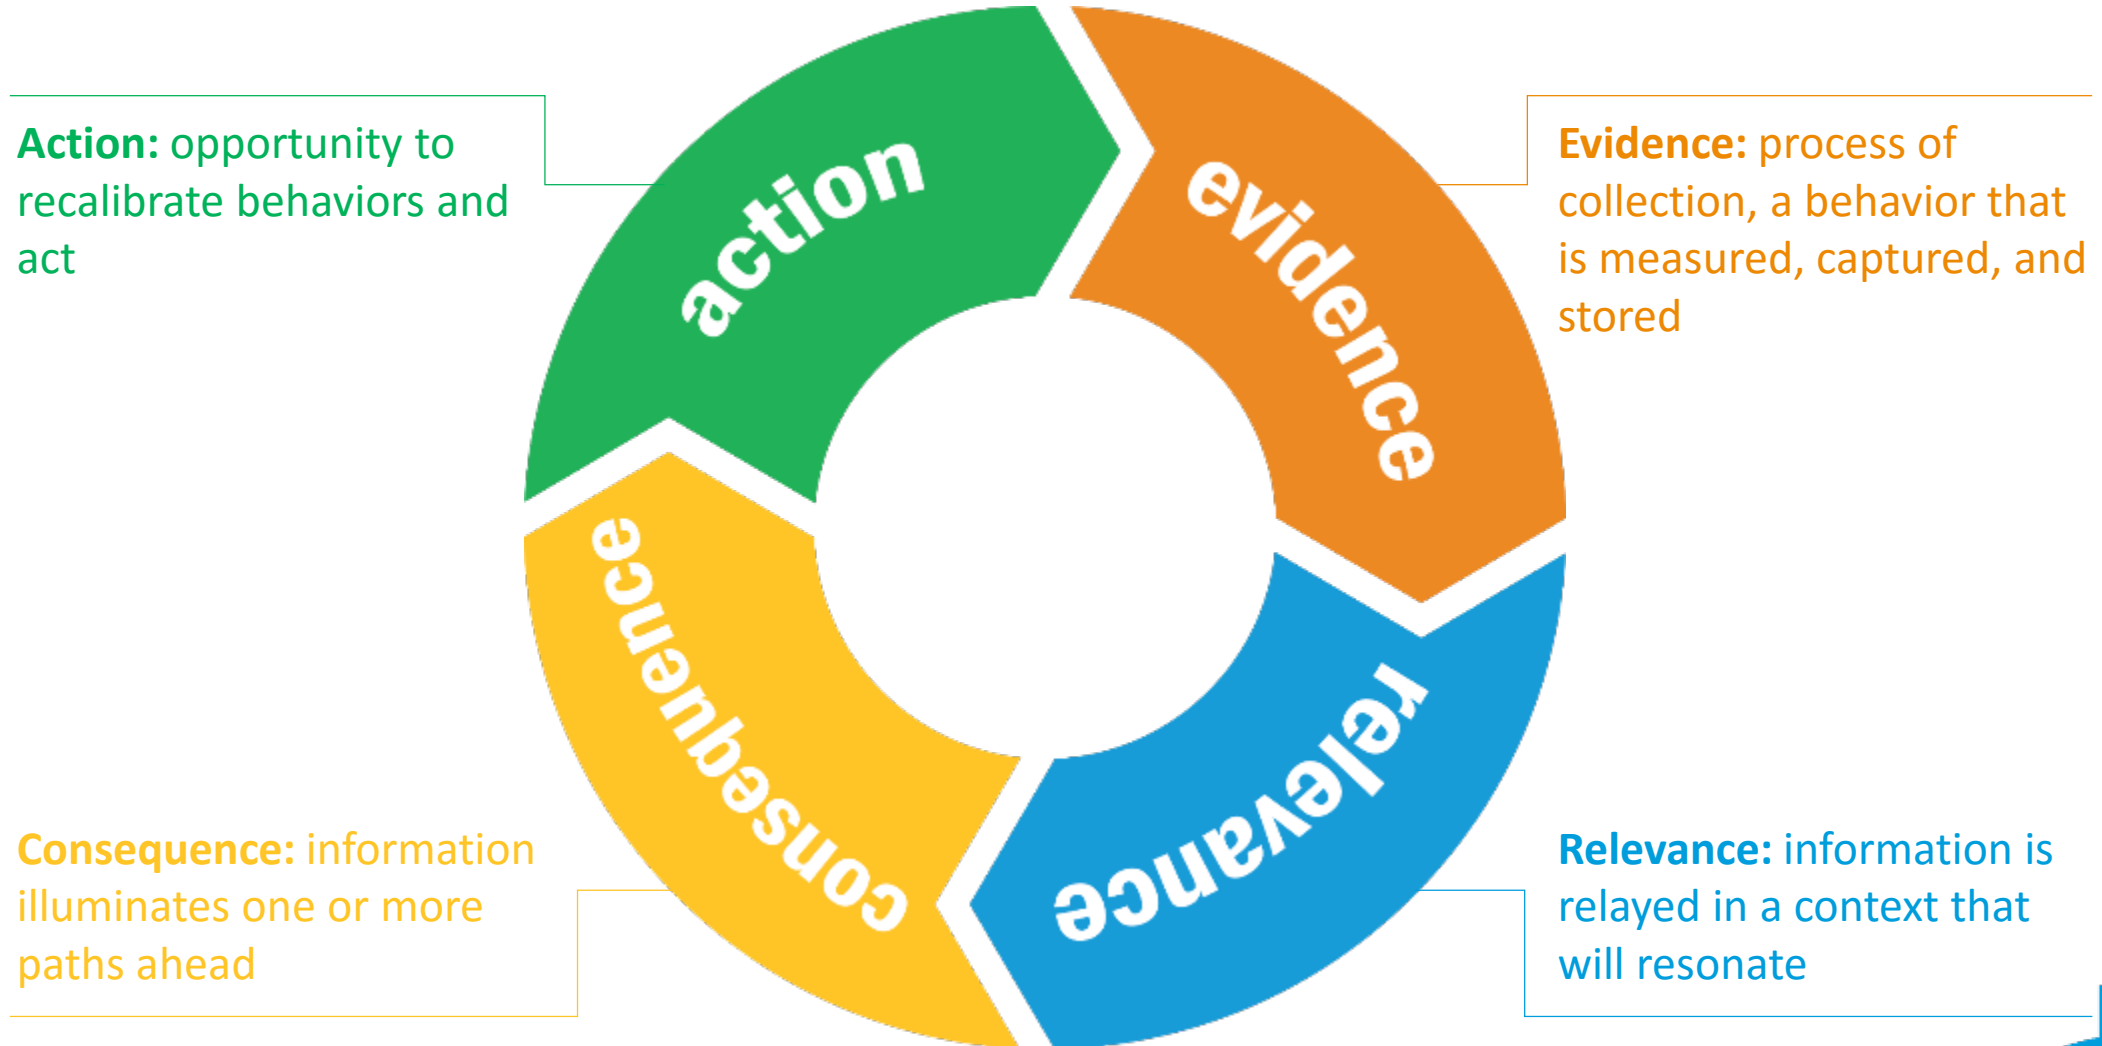 Action: opportunity to
recalibrate behaviors and
act
action
evidence
Evidence: process of
collection, a behavior that
is measured, captured, and
stored
Consequence: information
illuminates one or more
paths ahead
consequence
relevance
Relevance: information is
relayed in a context that
will resonate